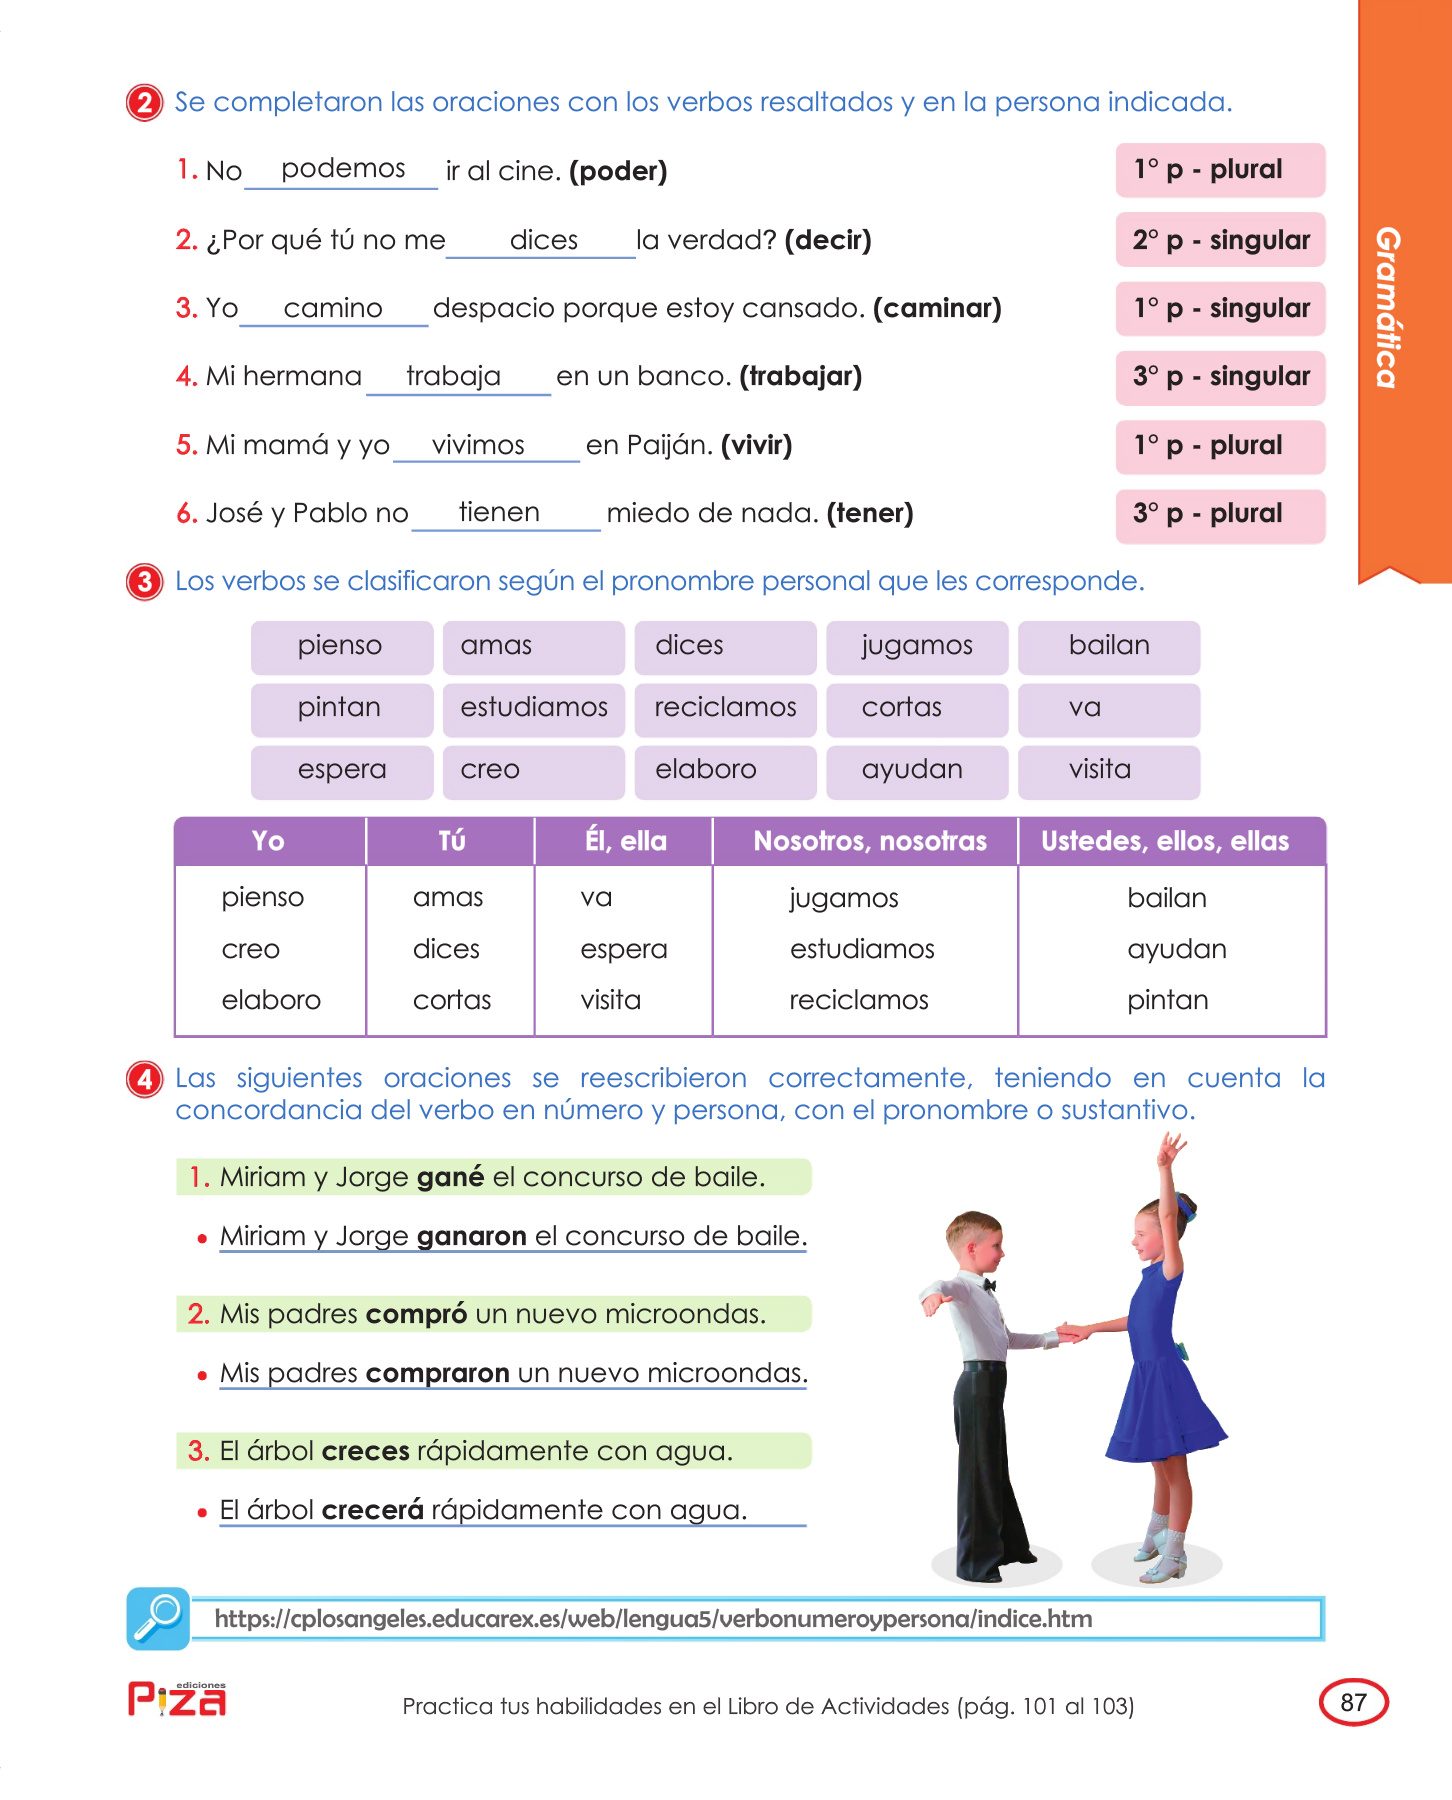 2 Se completaron las oraciones con los verbos resaltados y en la persona indicada.
1. No podemos ir al cine. (poder) 1° p - plural
2. ¿Por qué tú no me dices la verdad? (decir) 2° p - singular
3. Yo camino despacio porque estoy cansado. (caminar) 1° p - singular
4. Mi hermana trabaja en un banco. (trabajar) 3° p - singular
5. Mi mamá y yo vivimos en Paiján. (vivir) 1° p - plural
6. José y Pablo no tienen miedo de nada. (tener) 3° p - plural
Gramática
3 Los verbos se clasificaron según el pronombre personal que les corresponde.
pienso amas dices jugamos bailan
pintan estudiamos reciclamos cortas va
espera creo elaboro ayudan visita
Yo Tú Él, ella Nosotros, nosotras Ustedes, ellos, ellas
pienso amas va jugamos bailan
creo dices espera estudiamos ayudan
elaboro cortas visita reciclamos pintan
4 Las siguientes oraciones se reescribieron correctamente, teniendo en cuenta la
concordancia del verbo en número y persona, con el pronombre o sustantivo.
1. Miriam y Jorge gané el concurso de baile.
• Miriam y Jorge ganaron el concurso de baile.
2. Mis padres compró un nuevo microondas.
• Mis padres compraron un nuevo microondas.
3. El árbol creces rápidamente con agua.
• El árbol crecerá rápidamente con agua.
https://cplosangeles.educarex.es/web/lengua5/verbonumeroypersona/indice.htm
ediciones
Piza
Practica tus habilidades en el Libro de Actividades (pág. 101 al 103)
87